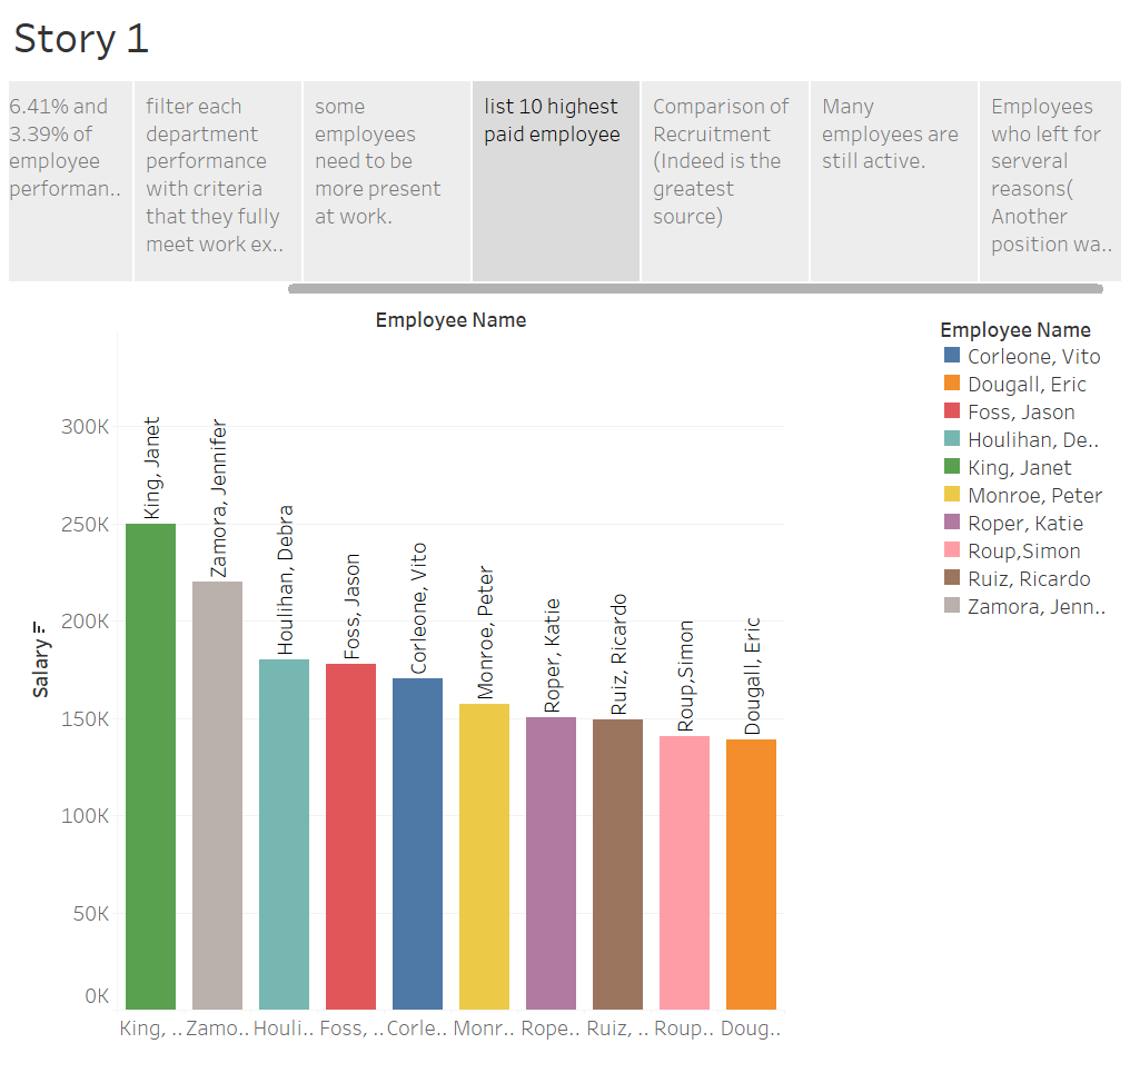 Story 1
6.41% and
3.39% of
employee
performan..
filter each
department
performance
with criteria
that they fully
meet work ex..
some
employees
need to be
more present
at work.
list 10 highest
paid employee
Comparison of
Recruitment
(Indeed is the
greatest
source)
Many
employees are
still active.
Employees
who left for
serveral
reasons(
Another
position wa..
Employee Name
Salary
300K
250K
200K
150K
100K
50K
0K
King, Janet
Zamora, Jennifer
Houlihan, Debra
Foss, Jason
Corleone, Vito
Monroe, Peter
Roper, Katie
Ruiz, Ricardo
Roup,Simon
Dougall, Eric
King, ..
Zamo..
Houli..
Foss, ..
Corle..
Monr..
Rope..
Ruiz, ..
Roup..
Doug..
Employee Name
Corleone, Vito
Dougall, Eric
Foss, Jason
Houlihan, De..
King, Janet
Monroe, Peter
Roper, Katie
Roup,Simon
Ruiz, Ricardo
Zamora, Jenn..